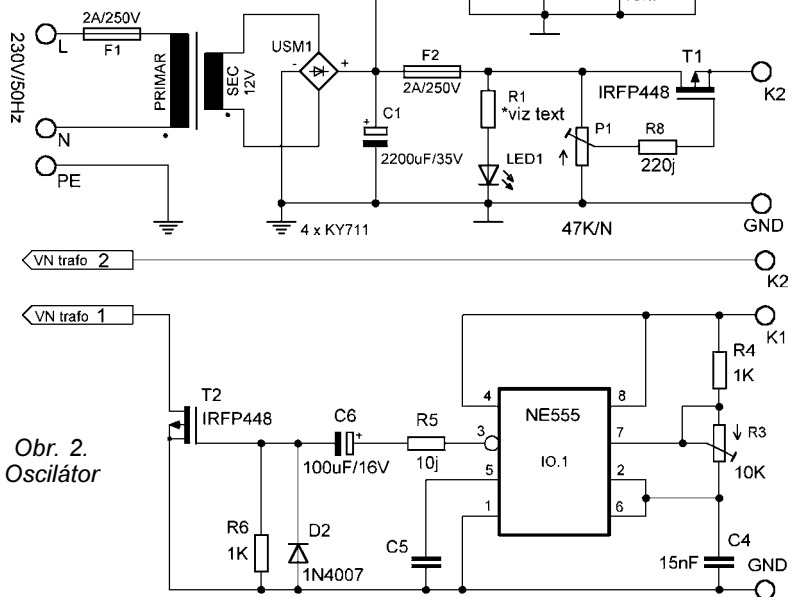 2A/250V
L
F1
230V/50Hz
PRIMAR
SEC
12V
N
PE
USM1
-
+
4 x KY711
+
C1
2200uF/35V
F2
2A/250V
R1
*viz text
LED1
P1
47K/N
R8
220j
T1
IRFP448
K2
GND
VN trafo 2
K2
VN trafo 1
K1
T2
IRFP448
Obr. 2.
Oscilátor
C6
+
100uF/16V
R5
10j
R6
1K
D2
1N4007
C5
NE555
IO.1
4
8
3
7
5
2
1
6
R4
1K
R3
10K
C4
15nF
GND